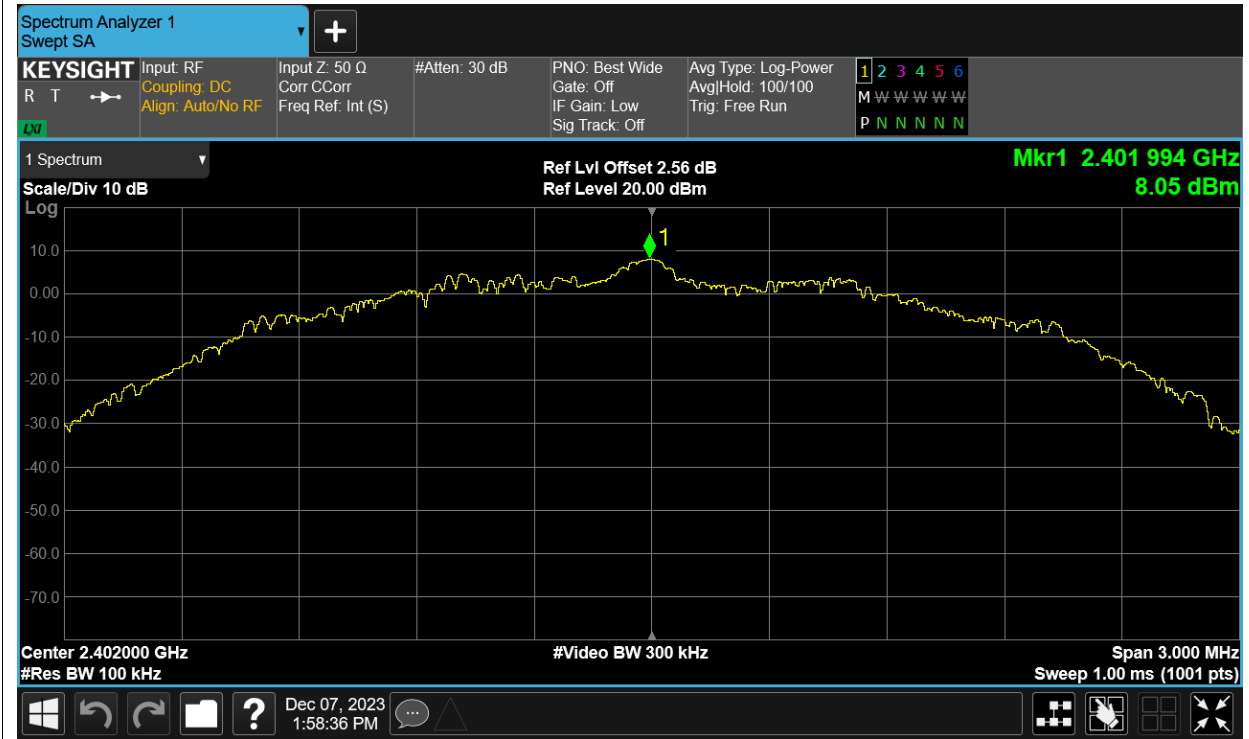 Spectrum Analyzer 1
Swept SA
KEYSIGHT
R T
LXI
Input: RF
Coupling: DC
Align: Auto/No RF
Input Z: 50 Ω
Corr CCorr
Freq Ref: Int (S)
#Atten: 30 dB
PNO: Best Wide
Gate: Off
IF Gain: Low
Sig Track: Off
Avg Type: Log-Power
Avg|Hold: 100/100
Trig: Free Run
1 2 3 4 5 6
M W W W W W
P N N N N N
1 Spectrum
Scale/Div 10 dB
Ref Lvl Offset 2.56 dB
Ref Level 20.00 dBm
Mkr1 2.401 994 GHz
8.05 dBm
Log
1
10.0
0.00
-10.0
-20.0
-30.0
-40.0
-50.0
-60.0
-70.0
Center 2.402000 GHz
#Res BW 100 kHz
#Video BW 300 kHz
Span 3.000 MHz
Sweep 1.00 ms (1001 pts)
?
Dec 07, 2023
1:58:36 PM